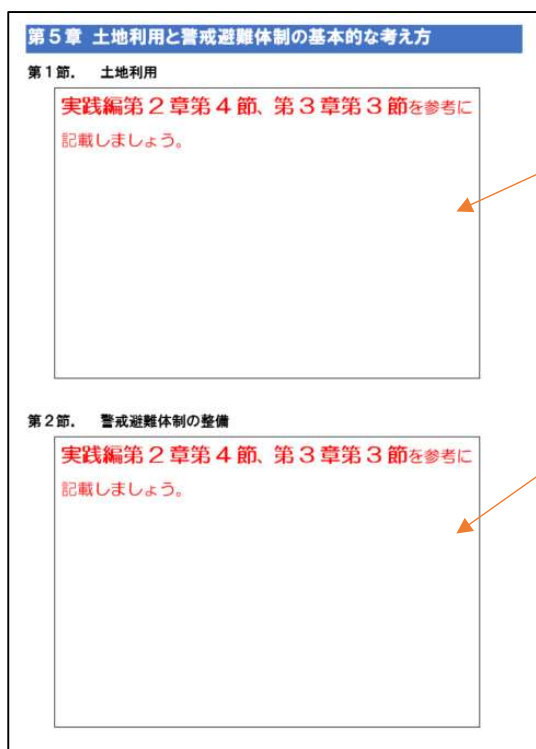 第５章 土地利用と警戒避難体制の基本的な考え方
第１節． 土地利用
実践編第２章第４節、第３章第３節を参考に
記載しましょう。
第２節． 警戒避難体制の整備
実践編第２章第４節、第３章第３節を参考に
記載しましょう。